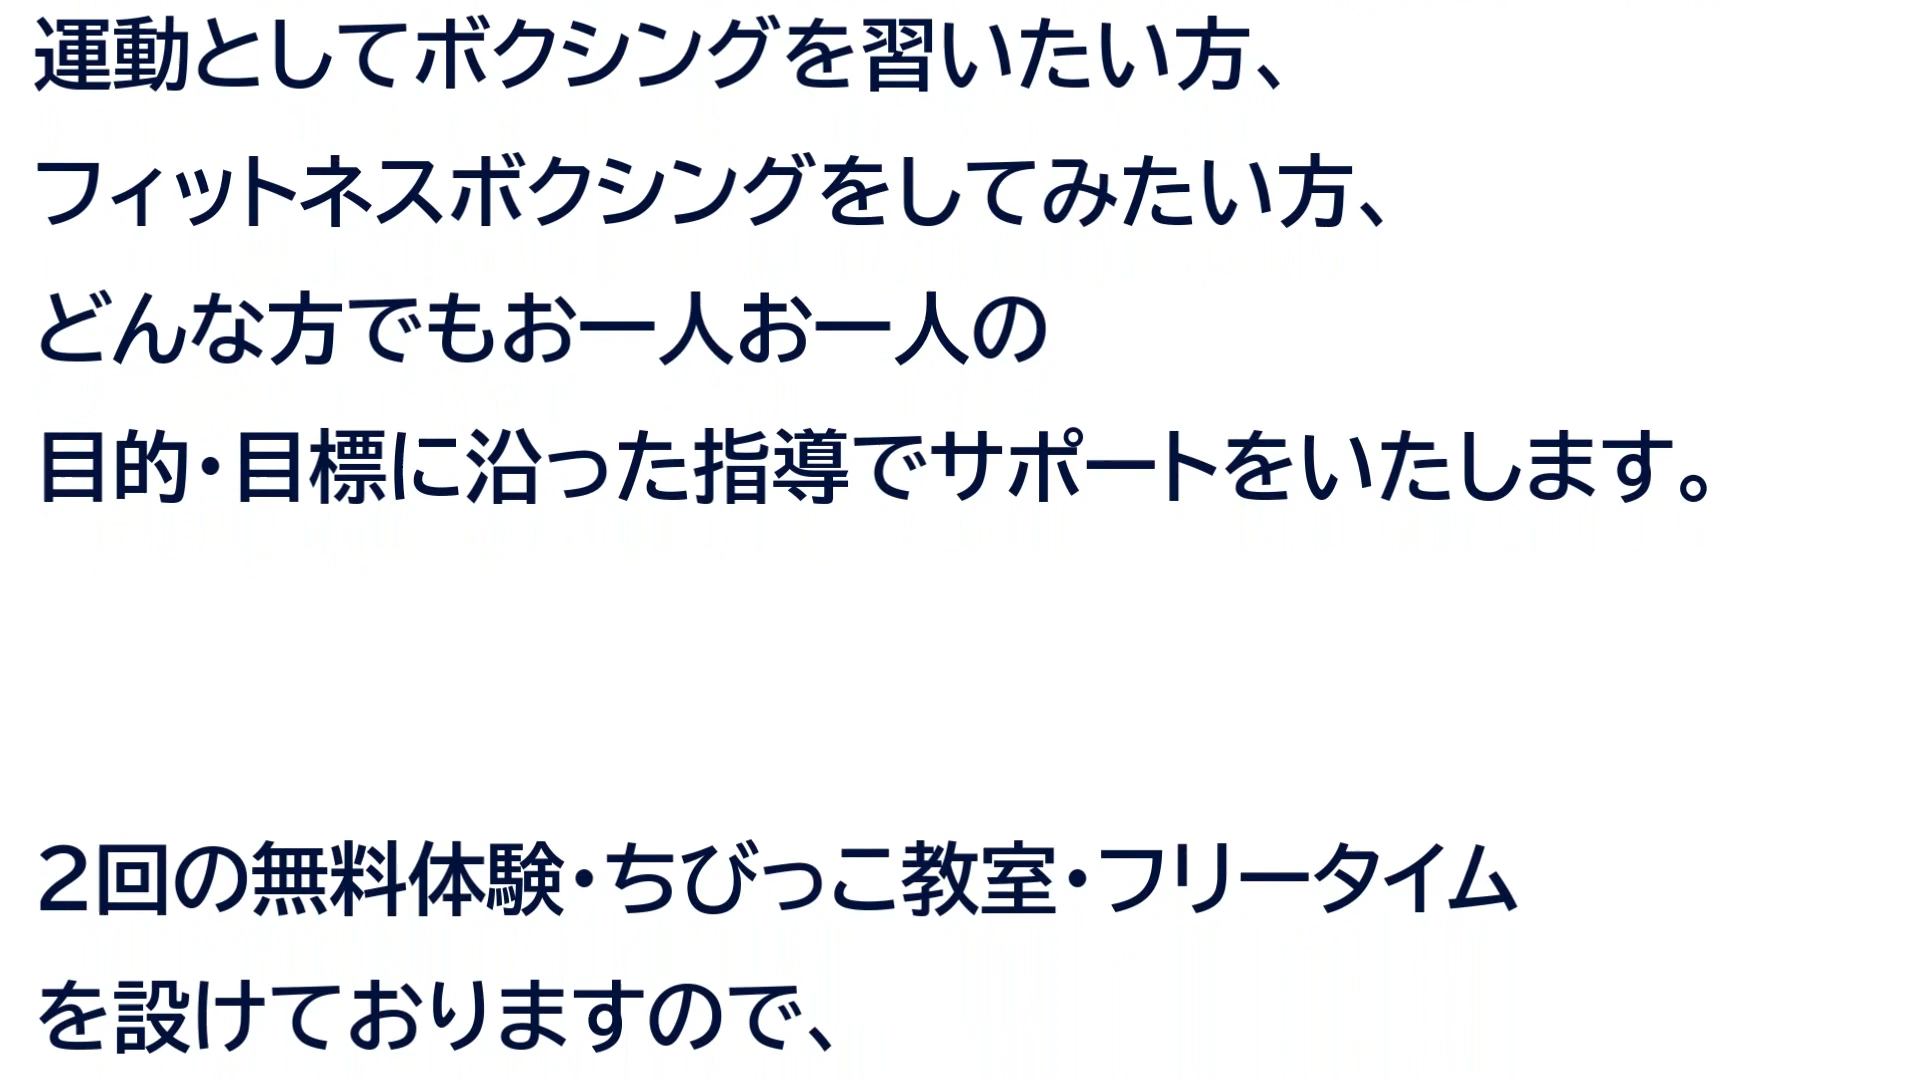 運動としてボクシングを習いたい方、
フィットネスボクシングをしてみたい方、
どんな方でもお一人お一人の
目的・目標に沿った指導でサポートをいたします。
2回の無料体験・ちびっこ教室・フリータイム
を設けておりますので、